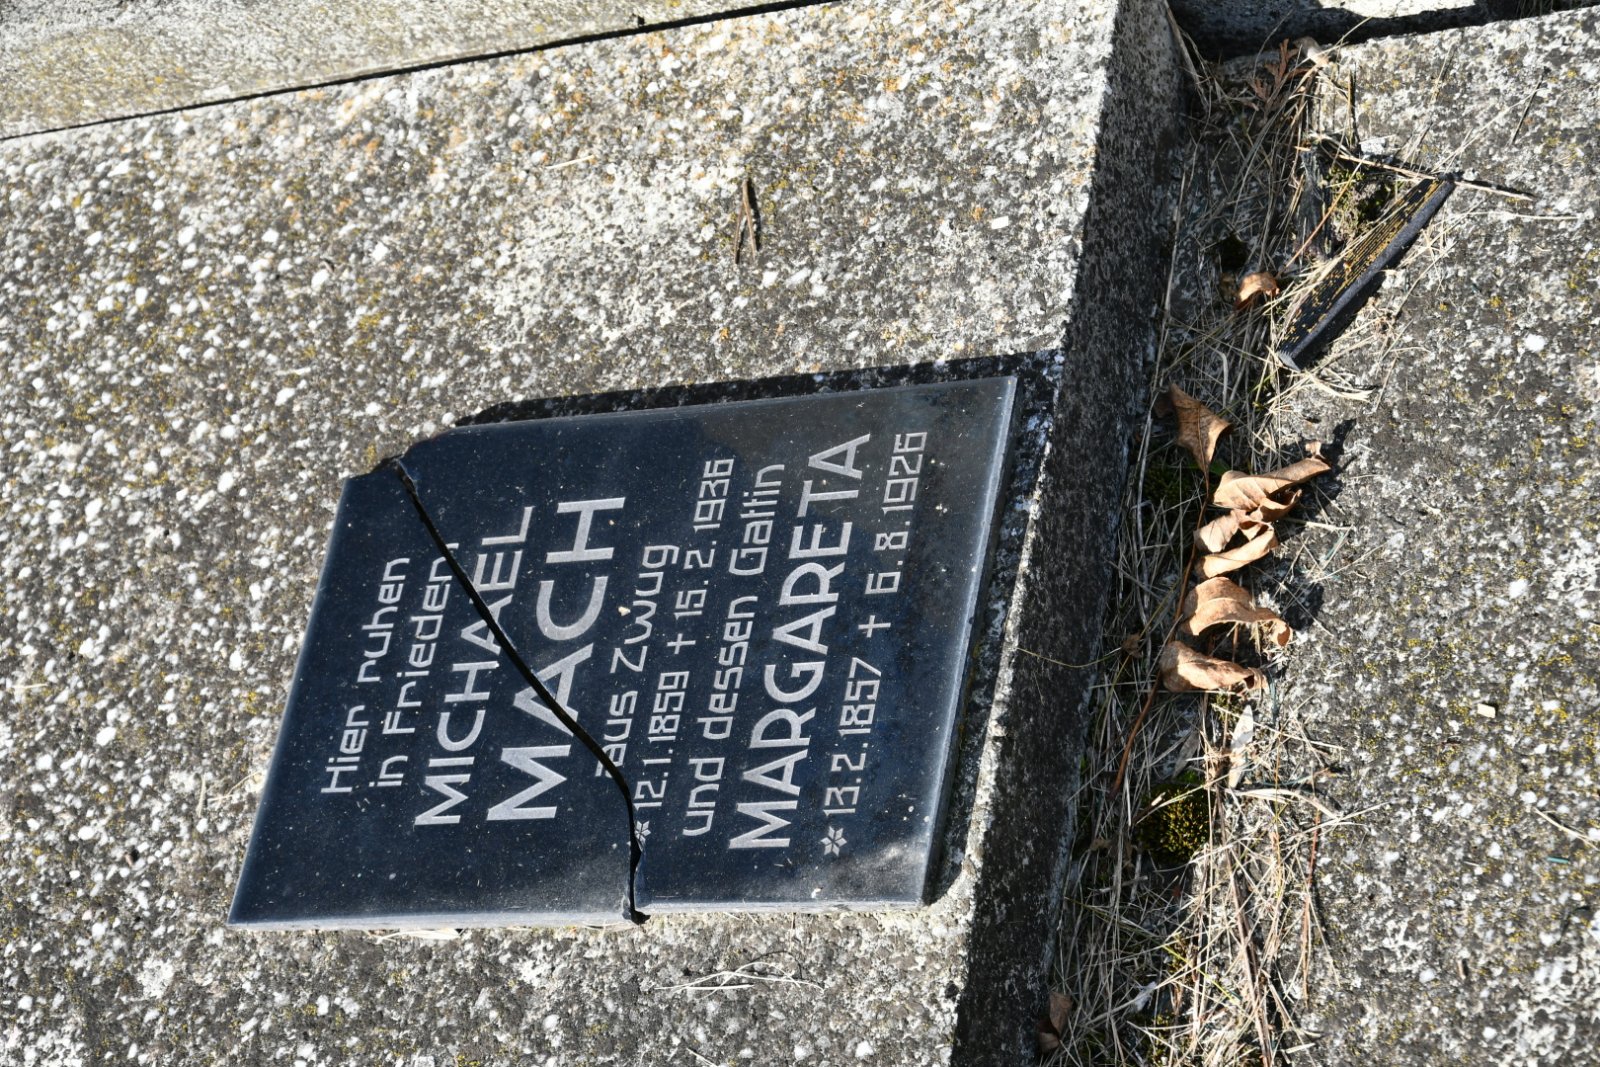 Hier ruhen
in Frieden!
MICHAEL
MACH
aus Zwug
* 12.1.1859 † 15.2.1936
und dessen Gattin
MARGARETA
* 13.2.1857 † 6.8.1926